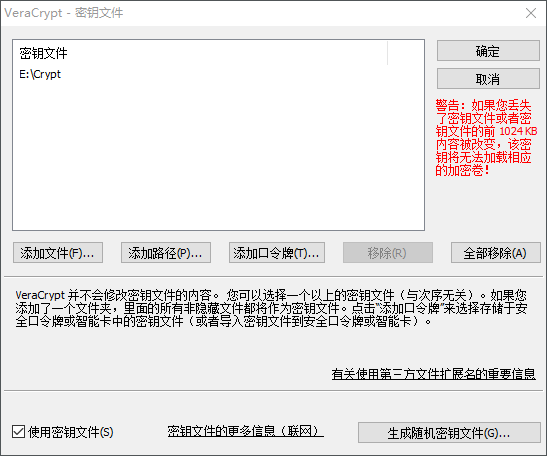 VeraCrypt - 密钥文件
密钥文件
E:\Crypt
确定
取消
警告：如果您丢失
了密钥文件或者密
钥文件的前 1024 KB
内容被改变，该密
钥将无法加载相应
的加密卷！
添加文件(F)...
添加路径(P)...
添加口令牌(T)...
移除(R)
全部移除(A)
VeraCrypt 并不会修改密钥文件的内容。 您可以选择一个以上的密钥文件（与次序无关）。如果您
添加了一个文件夹，里面的所有非隐藏文件都将作为密钥文件。点击"添加口令牌"来选择存储于安
全口令牌或智能卡中的密钥文件（或者导入密钥文件到安全口令牌或智能卡）。
有关使用第三方文件扩展名的重要信息
使用密钥文件(S)
密钥文件的更多信息（联网）
生成随机密钥文件(G)...